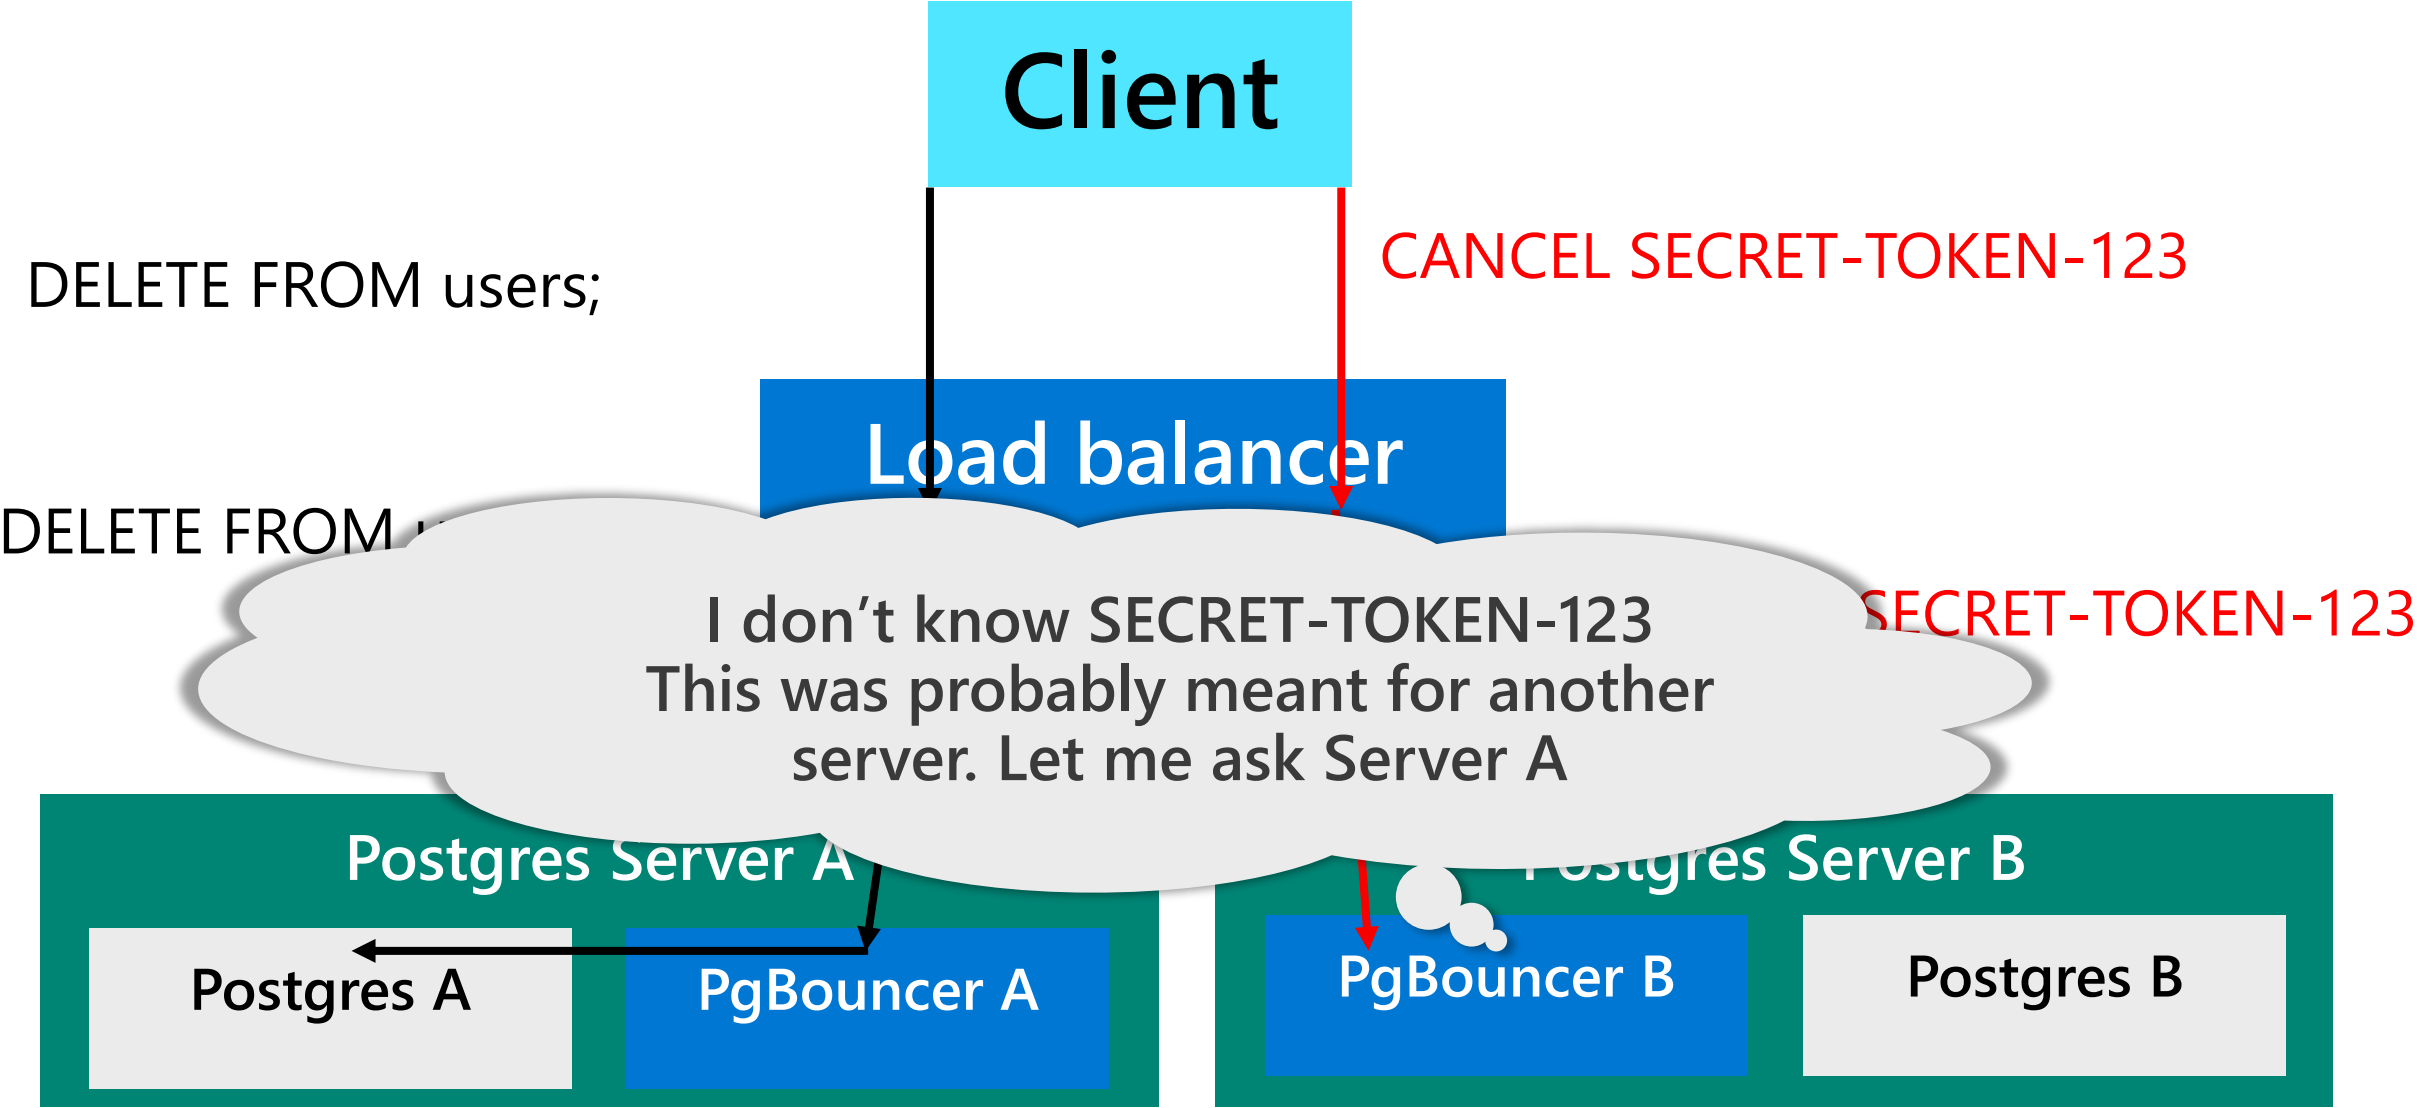 Client
CANCEL SECRET-TOKEN-123
DELETE FROM users;
Load balancer
DELETE FROM
SECRET-TOKEN-123
I don’t know SECRET-TOKEN-123
This was probably meant for another
server. Let me ask Server A
Postgres Server A
Postgres Server B
Postgres A
PgBouncer A
PgBouncer B
Postgres B